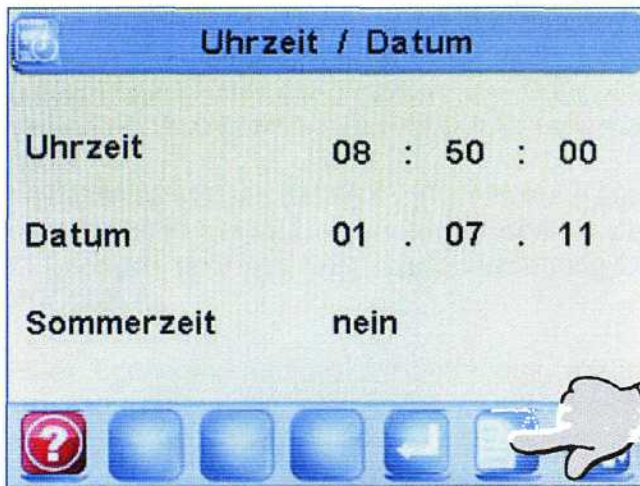 Uhrzeit / Datum
Uhrzeit 08 : 50 : 00
Datum 01 . 07 . 11
Sommerzeit nein
?